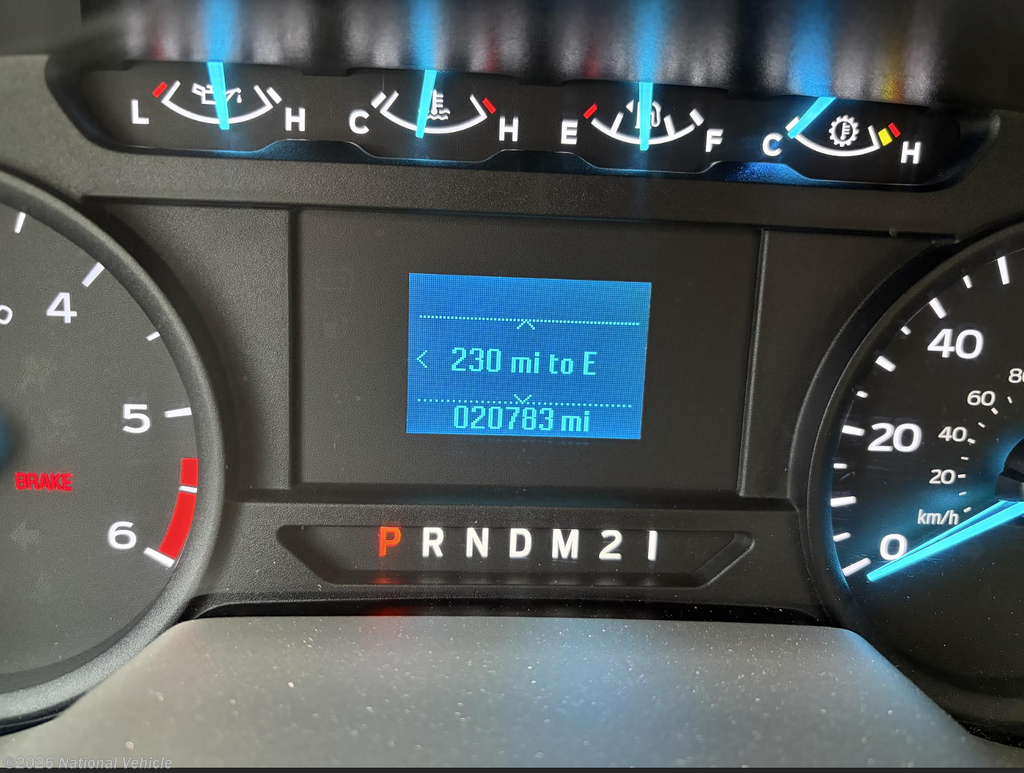 L H C H E F C H
4
5
6
BRAKE
< 230 mi to E
020783 mi
P R N D M 2 1
40
20
0
80
60
40
20
km/h
©2026 National Vehicle